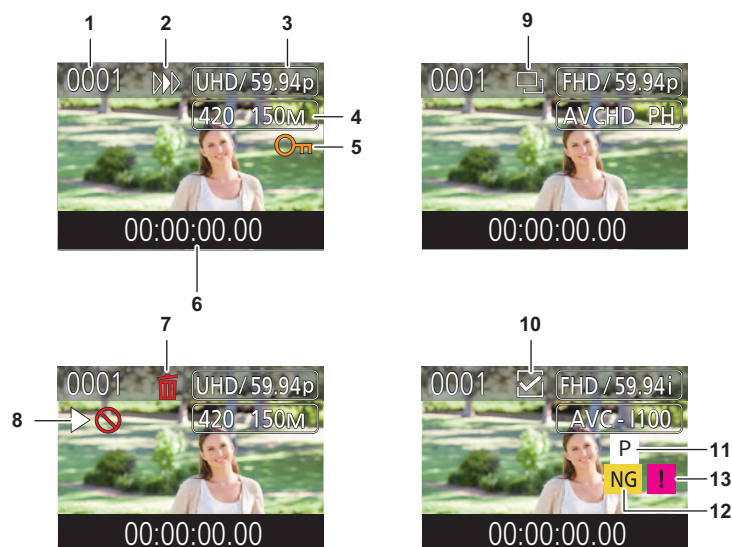 1 2 3
0001 UHD/59.94p
420 150M 4
5
00:00:00.00
6
9
0001 FHD/59.94p
AVCHD PH
00:00:00.00
7
0001 UHD/59.94p
8 420 150M
00:00:00.00
10
0001 FHD/59.94i
AVC-I100
P 11
NG ! 13
12
00:00:00.00